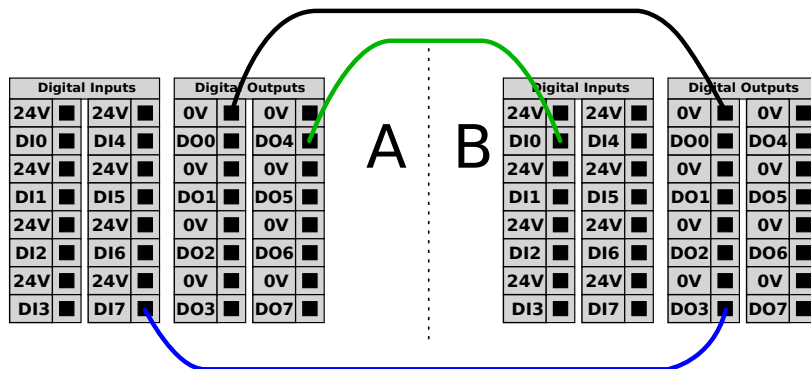 Digital Inputs Digital Outputs Digital Inputs Digital Outputs
24V 24V 0V 0V 24V 24V 0V 0V
DI0 DI4 DO0 DO4 A B DI0 DI4 DO0 DO4
24V 24V 0V 0V 24V 24V 0V 0V
DI1 DI5 DO1 DO5 DI1 DI5 DO1 DO5
24V 24V 0V 0V 24V 24V 0V 0V
DI2 DI6 DO2 DO6 DI2 DI6 DO2 DO6
24V 24V 0V 0V 24V 24V 0V 0V
DI3 DI7 DO3 DO7 DI3 DI7 DO3 DO7